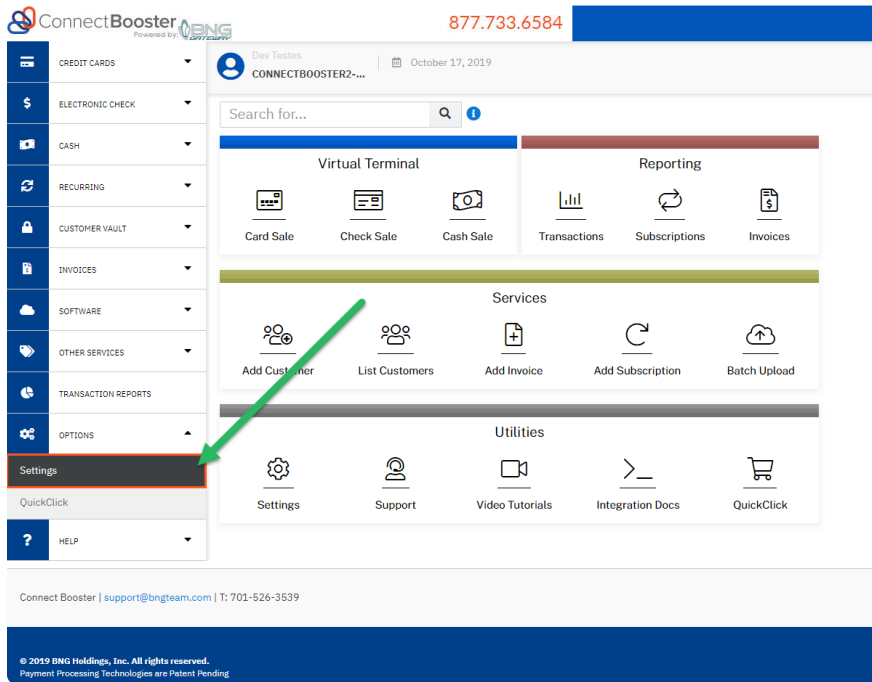 ConnectBooster
Powered by: BNG
GATEWAY
877.733.6584
Dev Testes
CONNECTBOOSTER2-...
October 17, 2019
CREDIT CARDS
ELECTRONIC CHECK
CASH
RECURRING
CUSTOMER VAULT
INVOICES
SOFTWARE
OTHER SERVICES
TRANSACTION REPORTS
OPTIONS
Settings
QuickClick
HELP
Search for...
Virtual Terminal
Card Sale Check Sale Cash Sale
Reporting
Transactions Subscriptions Invoices
Services
Add Customer List Customers Add Invoice Add Subscription Batch Upload
Utilities
Settings Support Video Tutorials Integration Docs QuickClick
Connect Booster | support@bngteam.com | T: 701-526-3539
© 2019 BNG Holdings, Inc. All rights reserved.
Payment Processing Technologies are Patent Pending